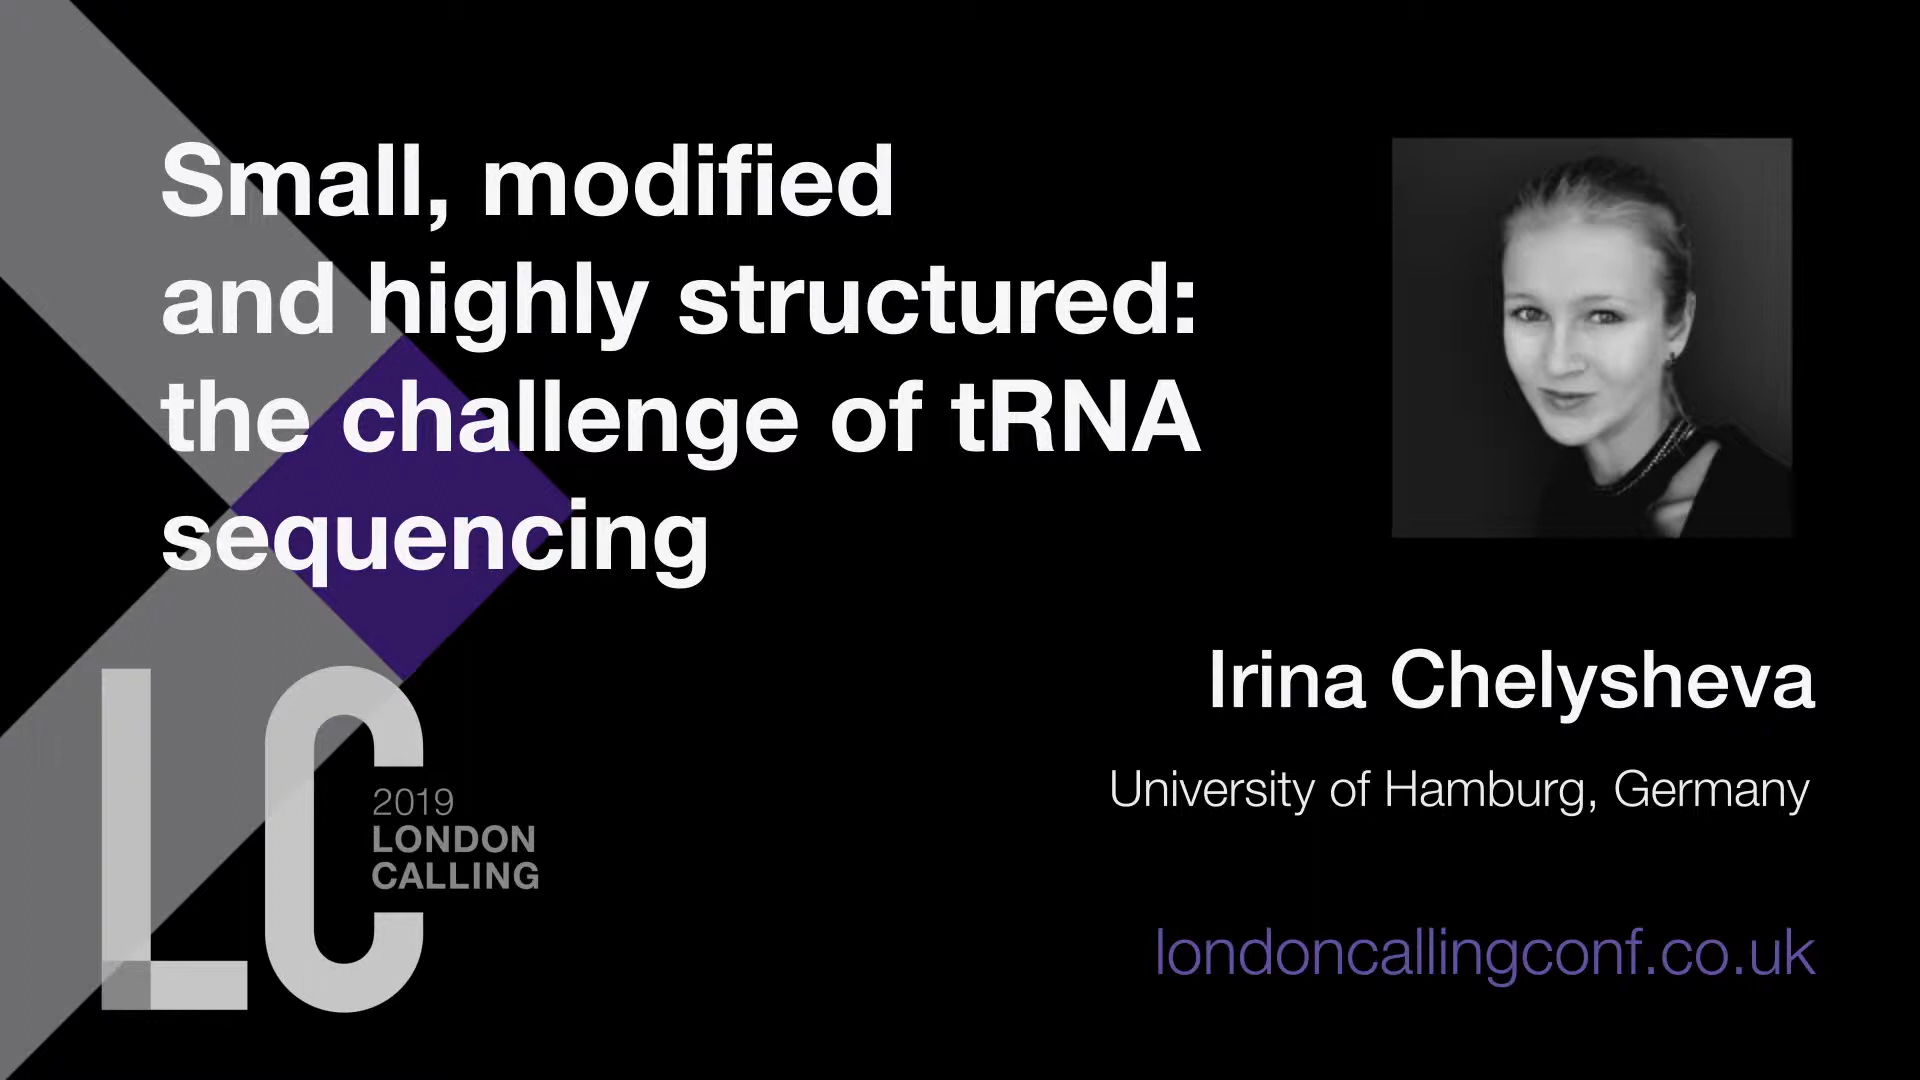 Small, modified
and highly structured:
the challenge of tRNA
sequencing
Irina Chelysheva
University of Hamburg, Germany
LC
2019
LONDON
CALLING
londoncallingconf.co.uk